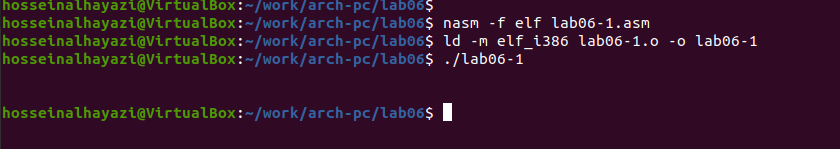 hosseinalhayazi@VirtualBox:~/work/arch-pc/lab06$
hosseinalhayazi@VirtualBox:~/work/arch-pc/lab06$ nasm -f elf lab06-1.asm
hosseinalhayazi@VirtualBox:~/work/arch-pc/lab06$ ld -m elf_i386 lab06-1.o -o lab06-1
hosseinalhayazi@VirtualBox:~/work/arch-pc/lab06$ ./lab06-1
hosseinalhayazi@VirtualBox:~/work/arch-pc/lab06$